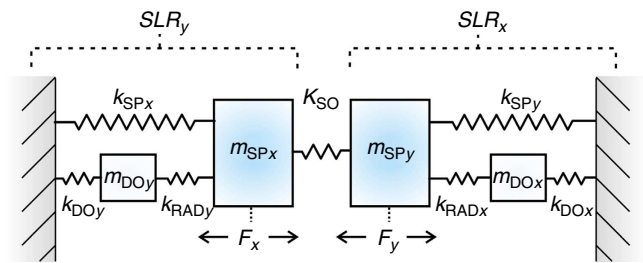 SLRy SLRx
kSPx KSO kSPy
mSPx mSPy
mDOy mDOx
kDOy kRADy kRADx kDOx
Fx Fy